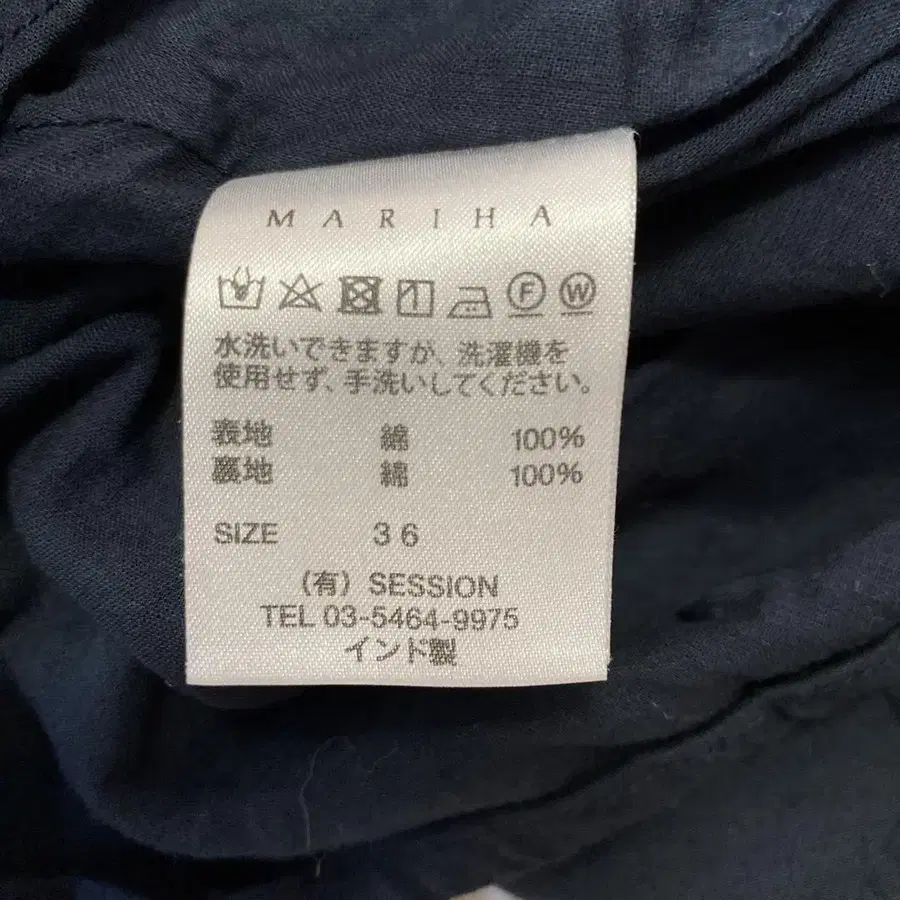 MARIHA
F W
水洗いできますが、洗濯機を
使用せず、手洗いしてください。
表地 綿 100%
裏地 綿 100%
SIZE 36
(有) SESSION
TEL 03-5464-9975
インド製